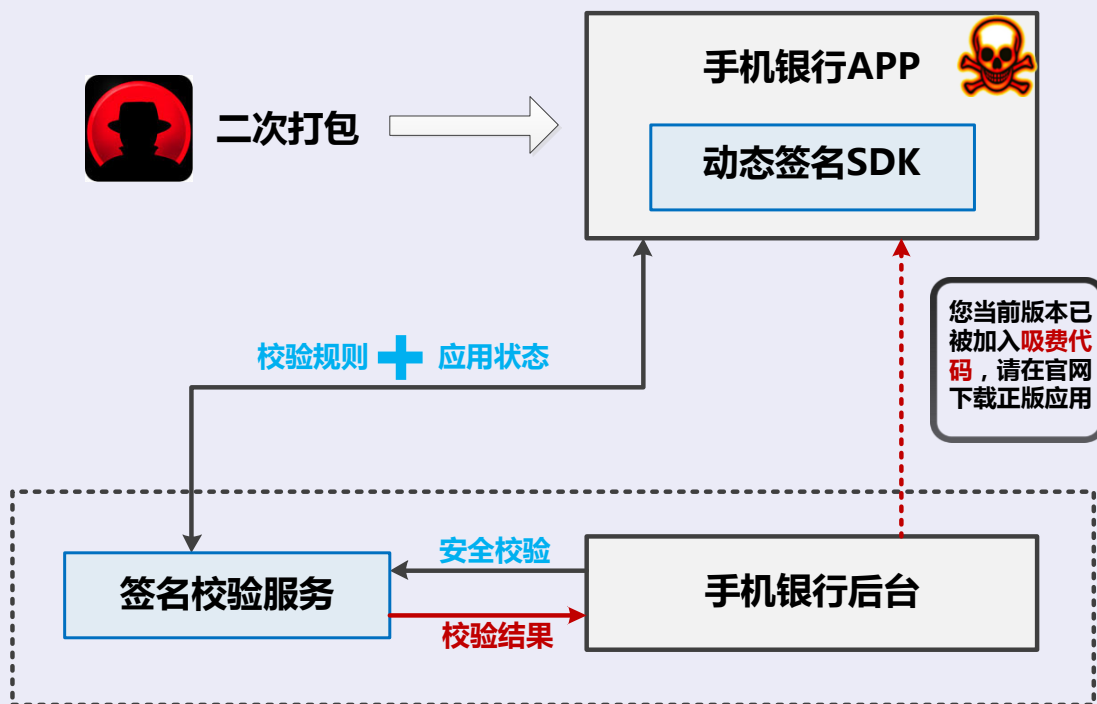 手机银行APP
二次打包
动态签名SDK
您当前版本已
被加入吸费代
码，请在官网
下载正版应用
校验规则
应用状态
安全校验
签名校验服务
手机银行后台
校验结果